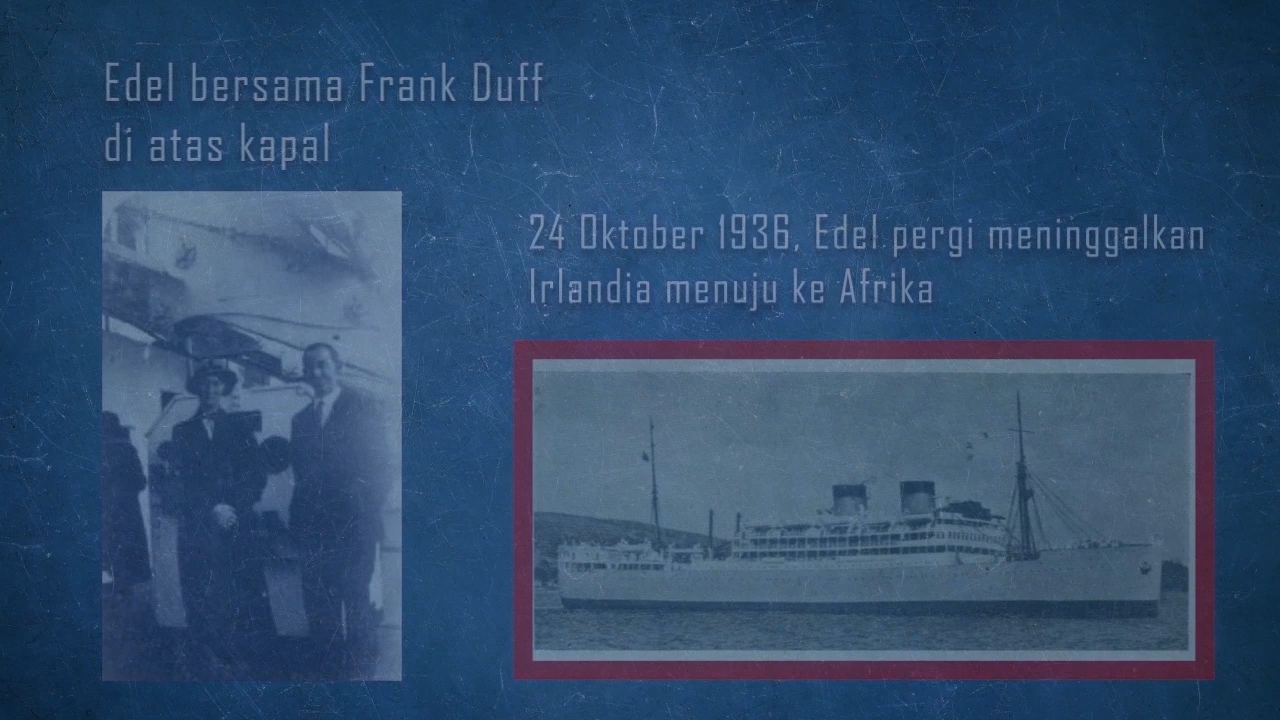 Edel bersama Frank Duff
di atas kapal
24 Oktober 1936, Edel pergi meninggalkan
Irlandia menuju ke Afrika